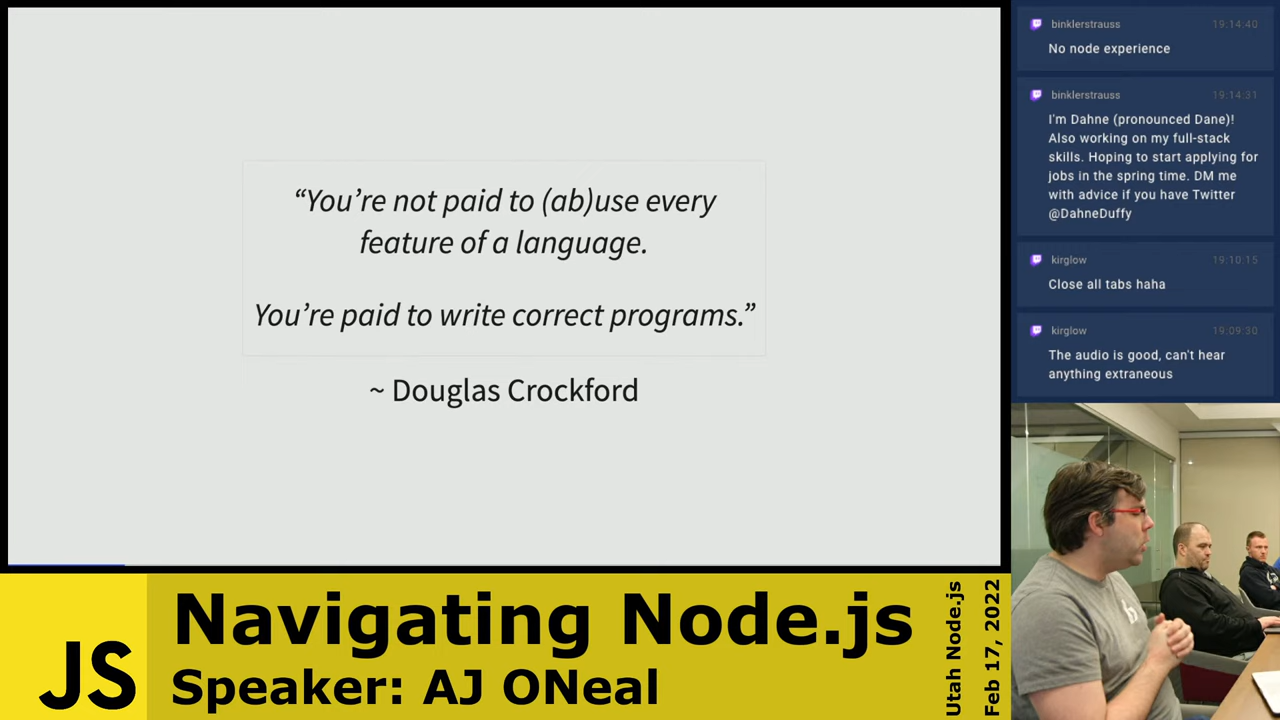 “You’re not paid to (ab)use every
feature of a language.
You’re paid to write correct programs.”
~ Douglas Crockford
binklerstrauss 19:14:40
No node experience
binklerstrauss 19:14:31
I'm Dahne (pronounced Dane)!
Also working on my full-stack
skills. Hoping to start applying for
jobs in the spring time. DM me
with advice if you have Twitter
@DahneDuffy
kirglow 19:10:15
Close all tabs haha
kirglow 19:09:30
The audio is good, can't hear
anything extraneous
JS
Navigating Node.js
Speaker: AJ ONeal
Utah Node.js
Feb 17, 2022